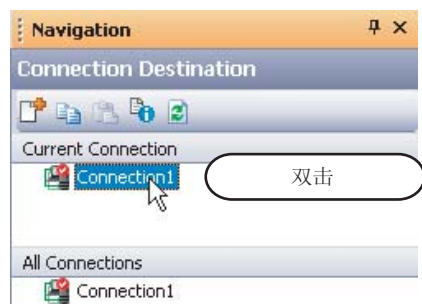 Navigation
Connection Destination
Current Connection
Connection1
双击
All Connections
Connection1